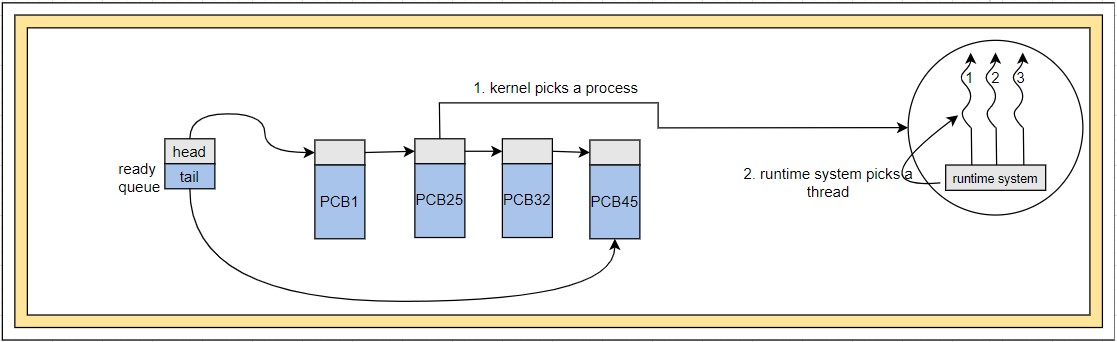 1. kernel picks a process
head
tail
ready
queue
PCB1
PCB25
PCB32
PCB45
1 2 3
2. runtime system picks a
thread
runtime system